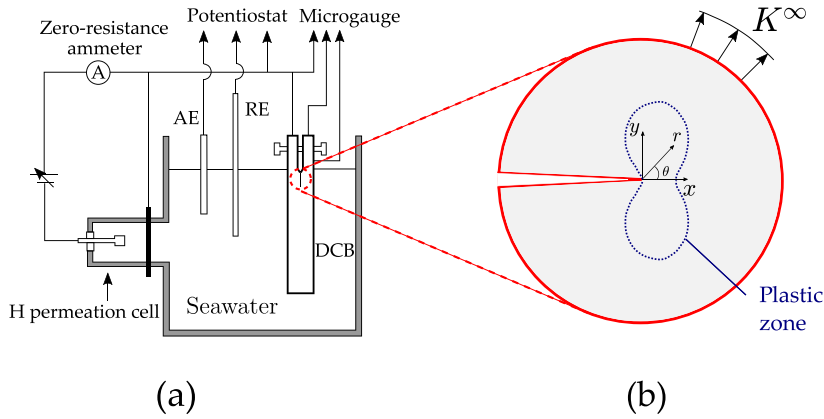 Potentiostat
Microgauge
Zero-resistance
ammeter
A
AE
RE
DCB
H permeation cell
Seawater
(a)
K∞
y
r
θ
x
Plastic
zone
(b)